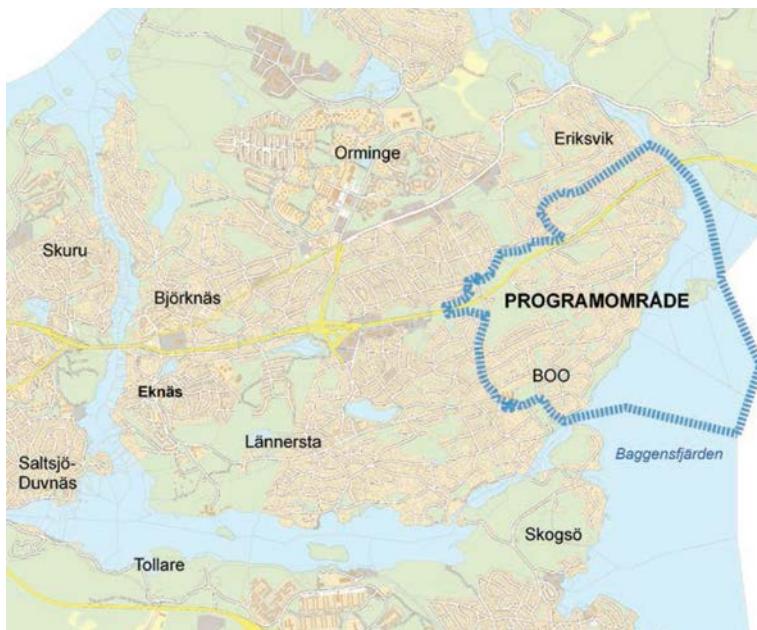 Eriksvik
Orminge
Skuru
Björknäs
PROGRAMOMRÅDE
BOO
Eknäs
Lännersta
Baggensfjärden
Saltsjö-
Duvnäs
Skogsö
Tollare